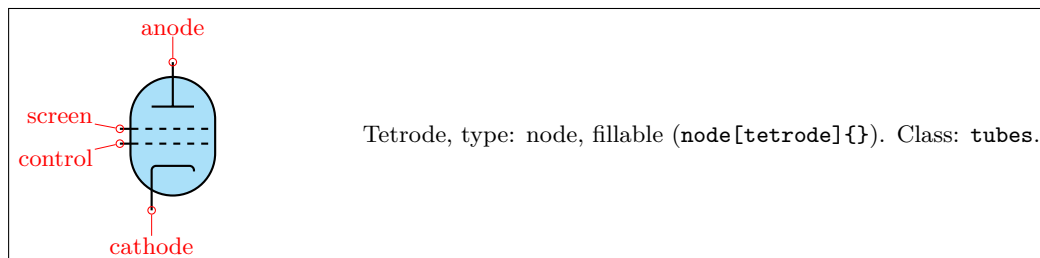 anode
screen
Tetrode, type: node, fillable (node[tetrode]{}). Class: tubes.
control
cathode